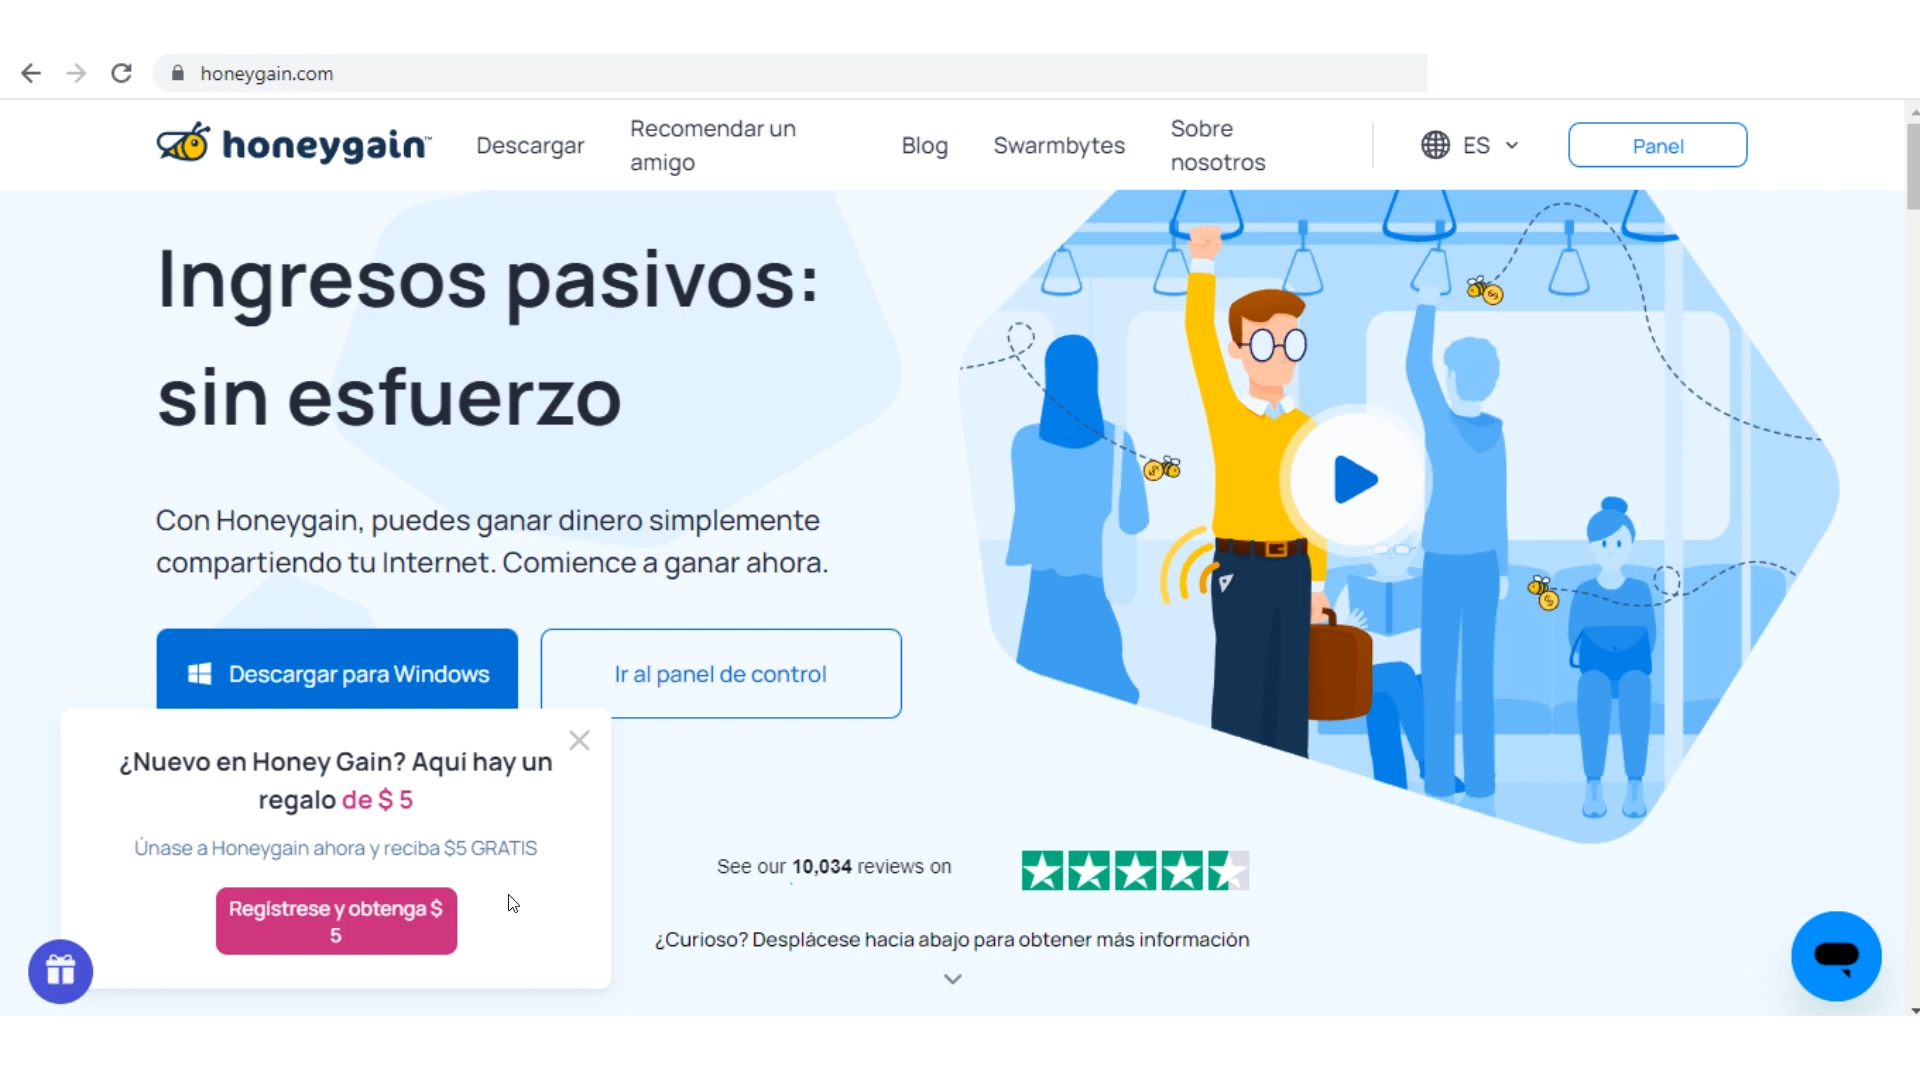 honeygain.com
honeygain™
Descargar
Recomendar un
amigo
Blog
Swarmbytes
Sobre
nosotros
ES
Panel
Ingresos pasivos:
sin esfuerzo
Con Honeygain, puedes ganar dinero simplemente
compartiendo tu Internet. Comience a ganar ahora.
Descargar para Windows
Ir al panel de control
¿Nuevo en Honey Gain? Aquí hay un
regalo de $ 5
Únase a Honeygain ahora y reciba $5 GRATIS
Regístrese y obtenga $
5
See our 10,034 reviews on
¿Curioso? Desplácese hacia abajo para obtener más información